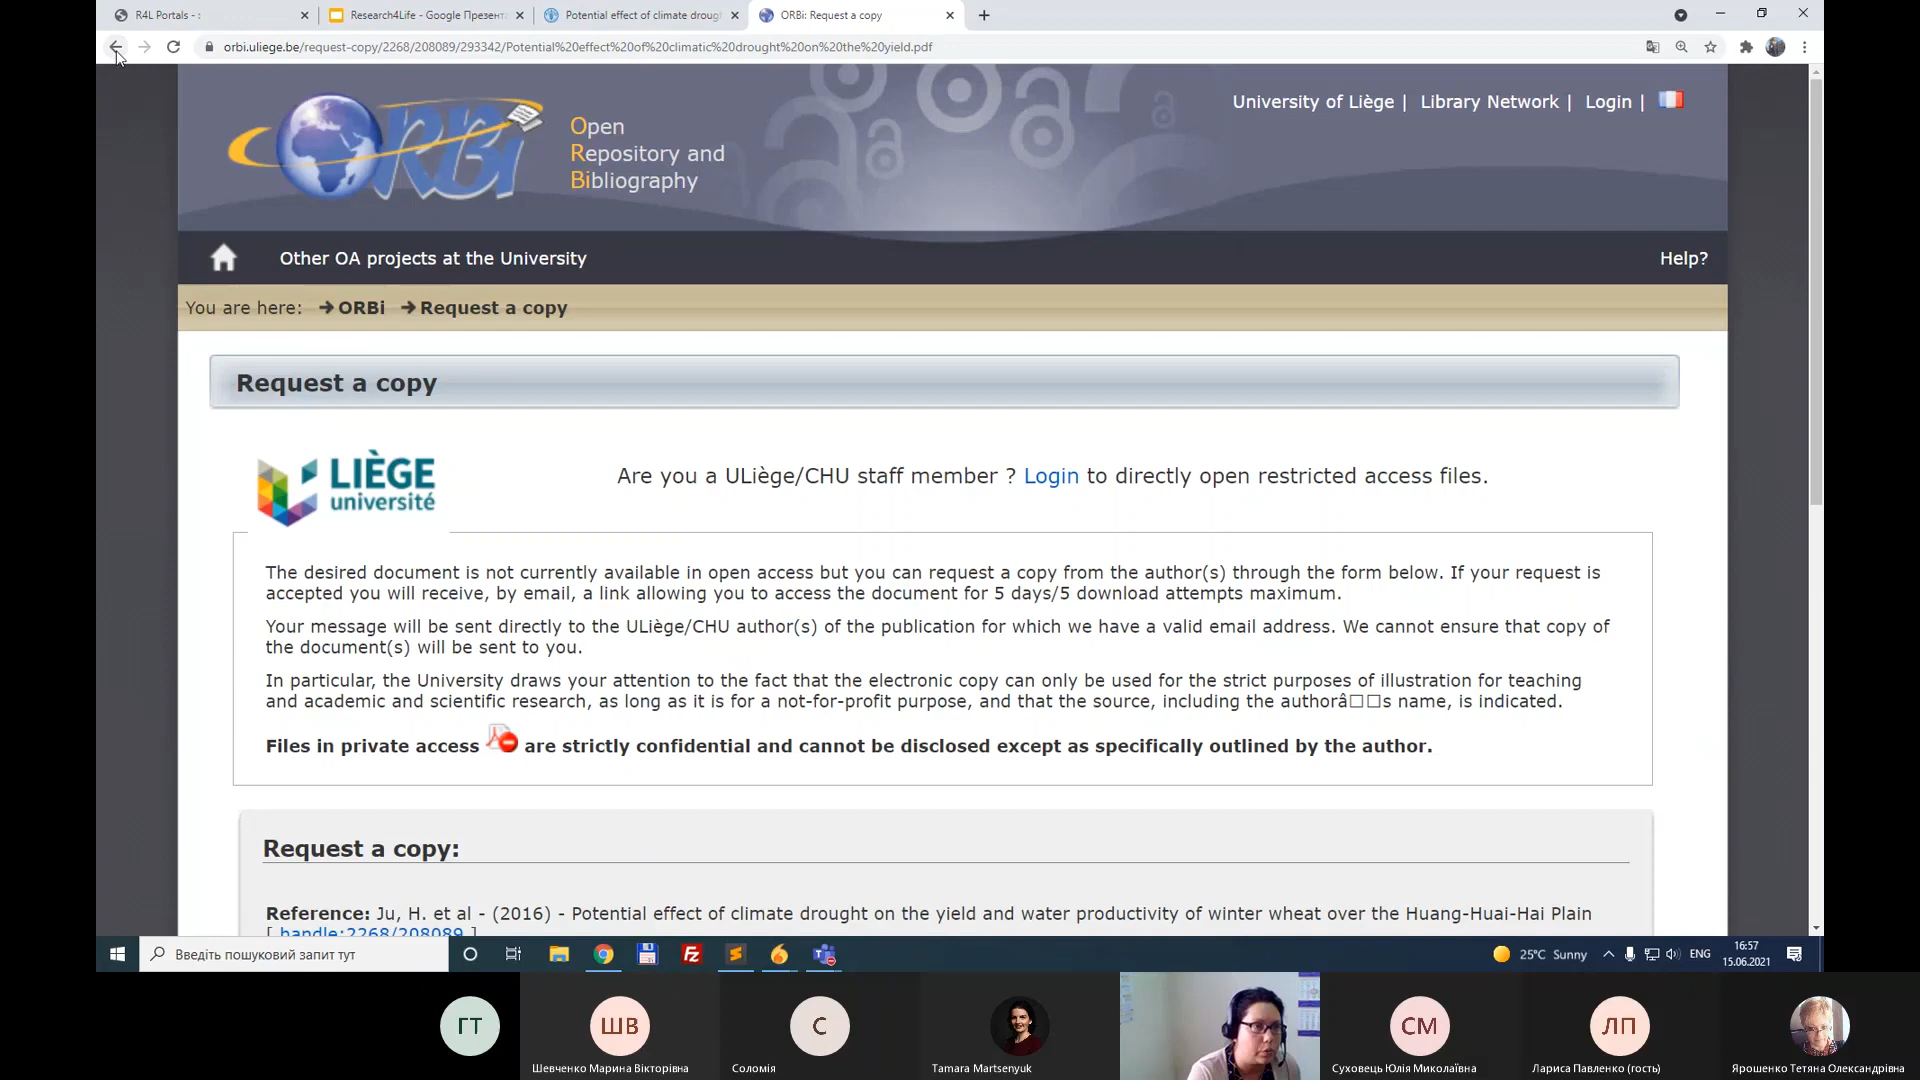 R4L Portals - :
Research4Life - Google Презента
Potential effect of climate droug
ORBi: Request a copy
orbi.uliege.be/request-copy/2268/208089/293342/Potential%20effect%20of%20climatic%20drought%20on%20the%20yield.pdf
University of Liège | Library Network | Login |
ORBi
Open
Repository and
Bibliography
Other OA projects at the University
Help?
You are here: ORBi Request a copy
Request a copy
LIÈGE
université
Are you a ULiège/CHU staff member ? Login to directly open restricted access files.
The desired document is not currently available in open access but you can request a copy from the author(s) through the form below. If your request is
accepted you will receive, by email, a link allowing you to access the document for 5 days/5 download attempts maximum.
Your message will be sent directly to the ULiège/CHU author(s) of the publication for which we have a valid email address. We cannot ensure that copy of
the document(s) will be sent to you.
In particular, the University draws your attention to the fact that the electronic copy can only be used for the strict purposes of illustration for teaching
and academic and scientific research, as long as it is for a not-for-profit purpose, and that the source, including the authorâ□□s name, is indicated.
Files in private access are strictly confidential and cannot be disclosed except as specifically outlined by the author.
Request a copy:
Reference: Ju, H. et al - (2016) - Potential effect of climate drought on the yield and water productivity of winter wheat over the Huang-Huai-Hai Plain
[ handle:2268/208089 ]
Введіть пошуковий запит тут
25°C Sunny
ENG
16:57
15.06.2021
ГТ
ШВ
С
СМ
ЛП
Шевченко Марина Вікторівна
Соломія
Tamara Martsenyuk
Суховець Юлія Миколаївна
Лариса Павленко (гость)
Ярошенко Тетяна Олександрівна